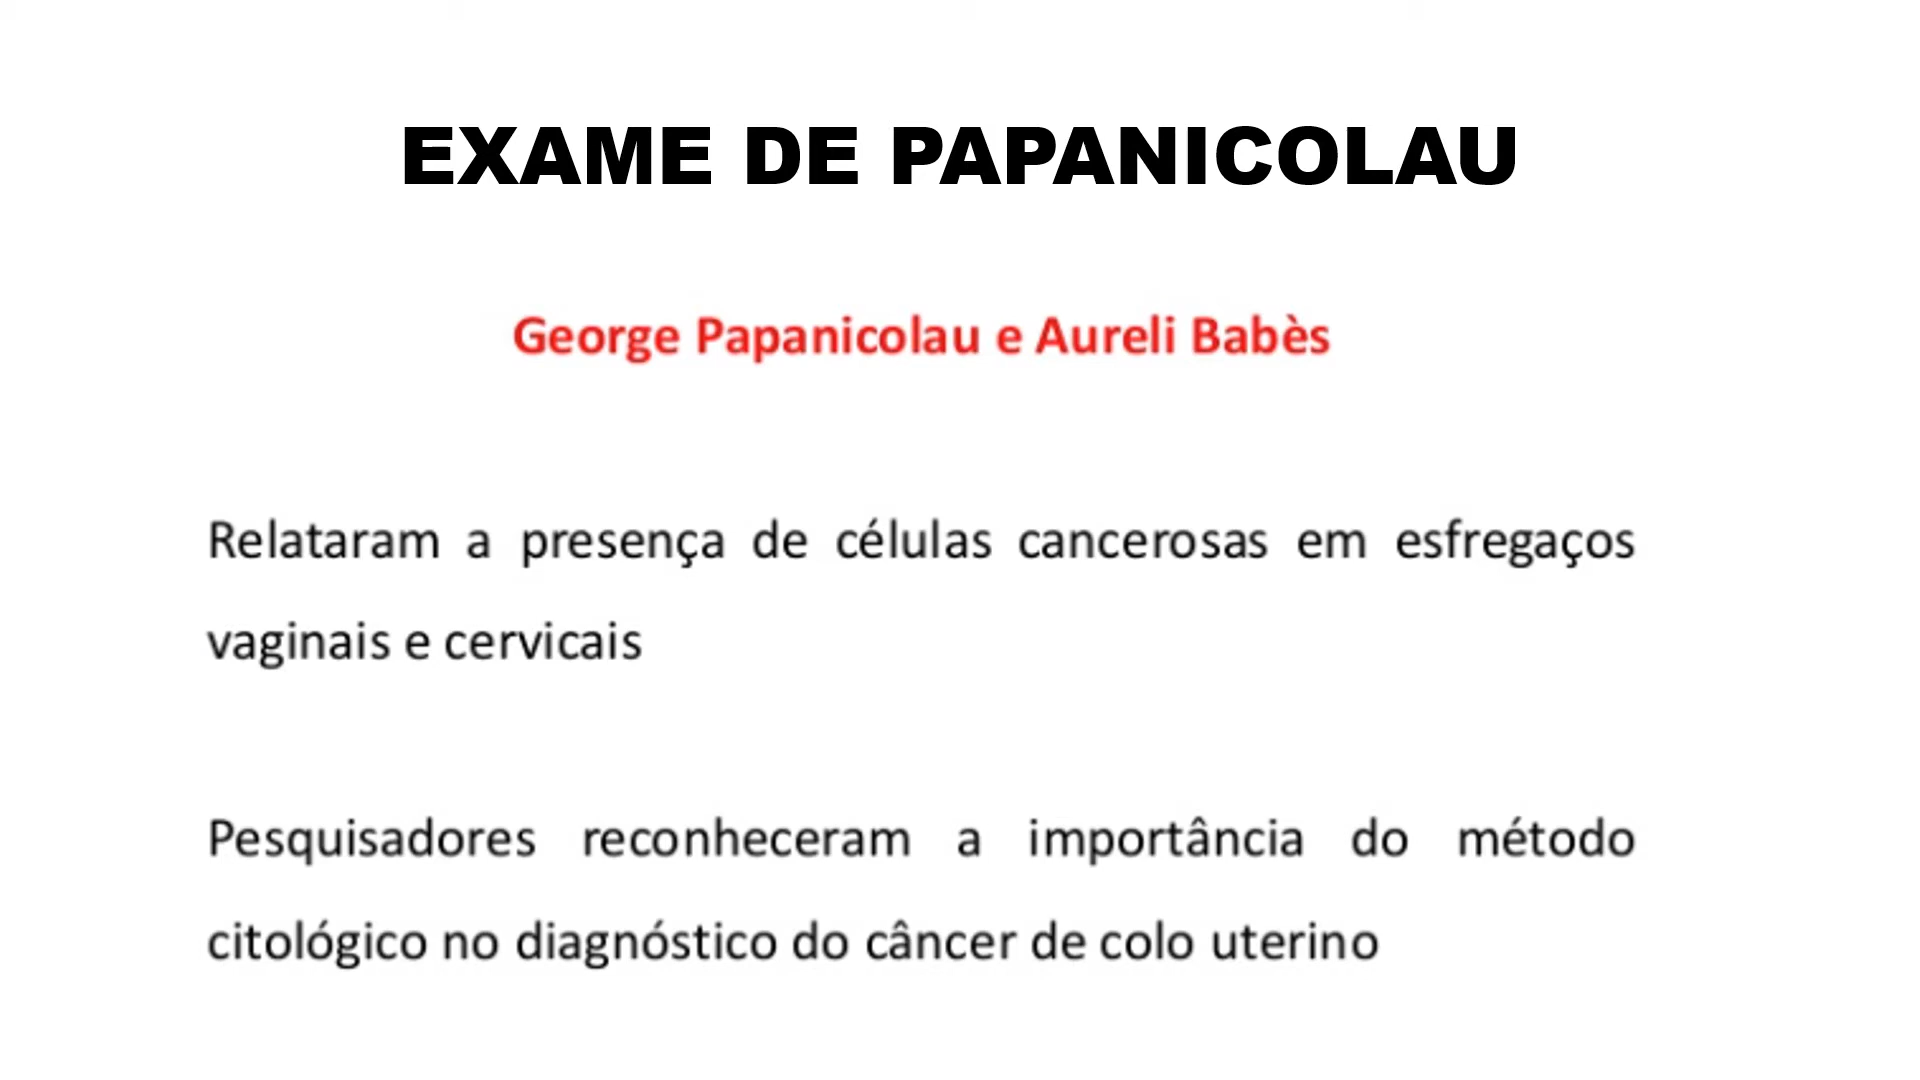 EXAME DE PAPANICOLAU
George Papanicolau e Aureli Babès
Relataram a presença de células cancerosas em esfregaços
vaginais e cervicais
Pesquisadores reconheceram a importância do método
citológico no diagnóstico do câncer de colo uterino